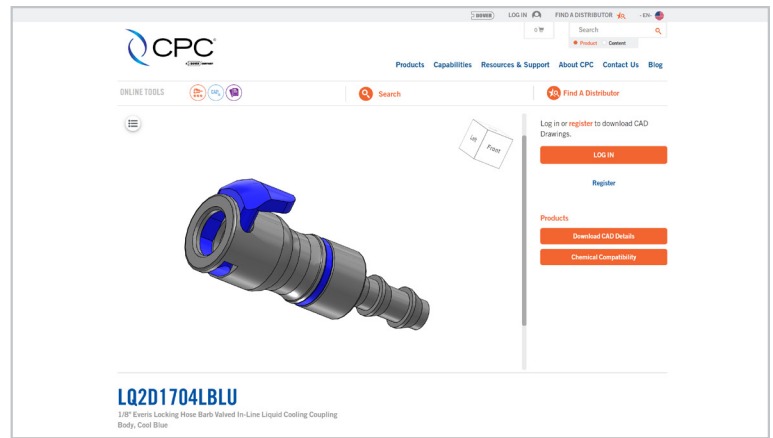 DOVER LOG IN FIND A DISTRIBUTOR - EN-
CPC
0 Search
Product Content
Products Capabilities Resources & Support About CPC Contact Us Blog
ONLINE TOOLS Search Find A Distributor
Left Front
Log in or register to download CAD
Drawings.
LOG IN
Register
Products
Download CAD Details
Chemical Compatibility
LQ2D1704LBLU
1/8" Everis Locking Hose Barb Valved In-Line Liquid Cooling Coupling
Body, Cool Blue